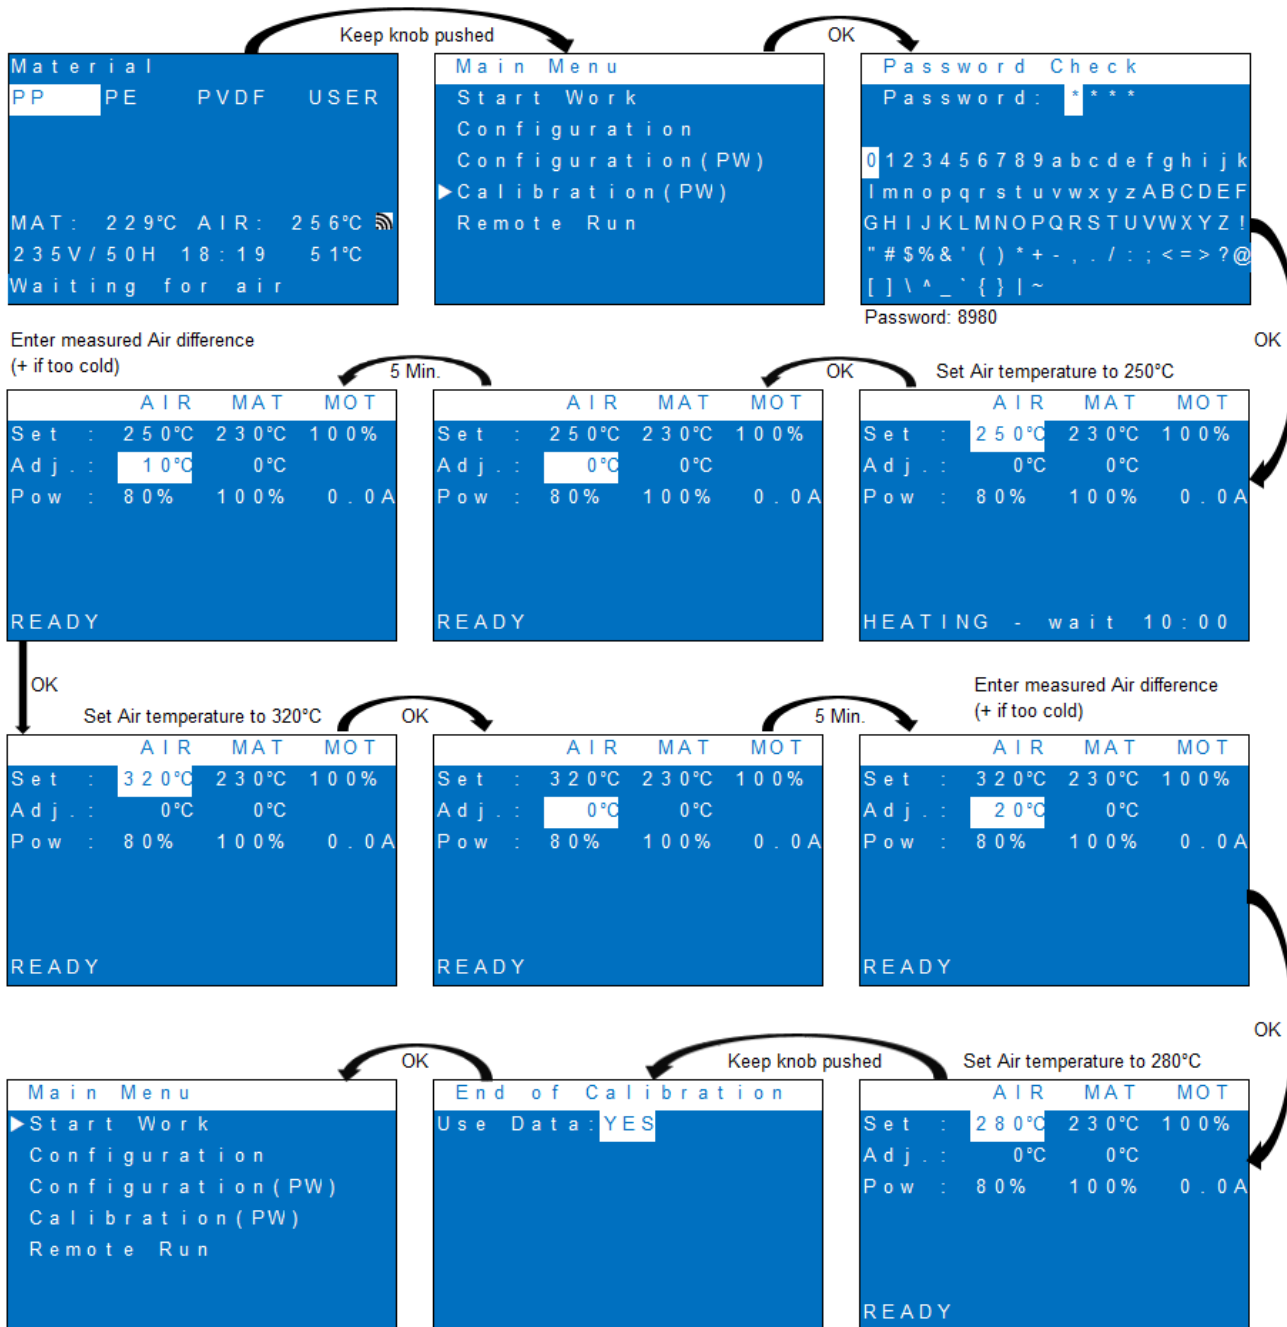 Keep knob pushed
OK
Material
PP PE PVDF USER
MAT: 229°C AIR: 256°C
235V/50H 18:19 51°C
Waiting for air
Main Menu
Start Work
Configuration
Configuration(PW)
▶Calibration(PW)
Remote Run
Password Check
Password: ****
0123456789abcdefghijk
lmnopqrstuvwxyzABCDEF
GHIJKLMNOPQRSTUVWXYZ!
"#$%&'()*+-,./:;<=>?@
[]\^_`{}|~
Password: 8980
OK
Enter measured Air difference
(+ if too cold)
5 Min.
OK
Set Air temperature to 250°C
AIR MAT MOT
Set : 250°C 230°C 100%
Adj.: 10°C 0°C
Pow : 80% 100% 0.0A
READY
AIR MAT MOT
Set : 250°C 230°C 100%
Adj.: 0°C 0°C
Pow : 80% 100% 0.0A
READY
AIR MAT MOT
Set : 250°C 230°C 100%
Adj.: 0°C 0°C
Pow : 80% 100% 0.0A
HEATING - wait 10:00
OK
Set Air temperature to 320°C
OK
5 Min.
Enter measured Air difference
(+ if too cold)
AIR MAT MOT
Set : 320°C 230°C 100%
Adj.: 0°C 0°C
Pow : 80% 100% 0.0A
READY
AIR MAT MOT
Set : 320°C 230°C 100%
Adj.: 0°C 0°C
Pow : 80% 100% 0.0A
READY
AIR MAT MOT
Set : 320°C 230°C 100%
Adj.: 20°C 0°C
Pow : 80% 100% 0.0A
READY
OK
OK
Keep knob pushed
Set Air temperature to 280°C
Main Menu
▶Start Work
Configuration
Configuration(PW)
Calibration(PW)
Remote Run
End of Calibration
Use Data:YES
AIR MAT MOT
Set : 280°C 230°C 100%
Adj.: 0°C 0°C
Pow : 80% 100% 0.0A
READY